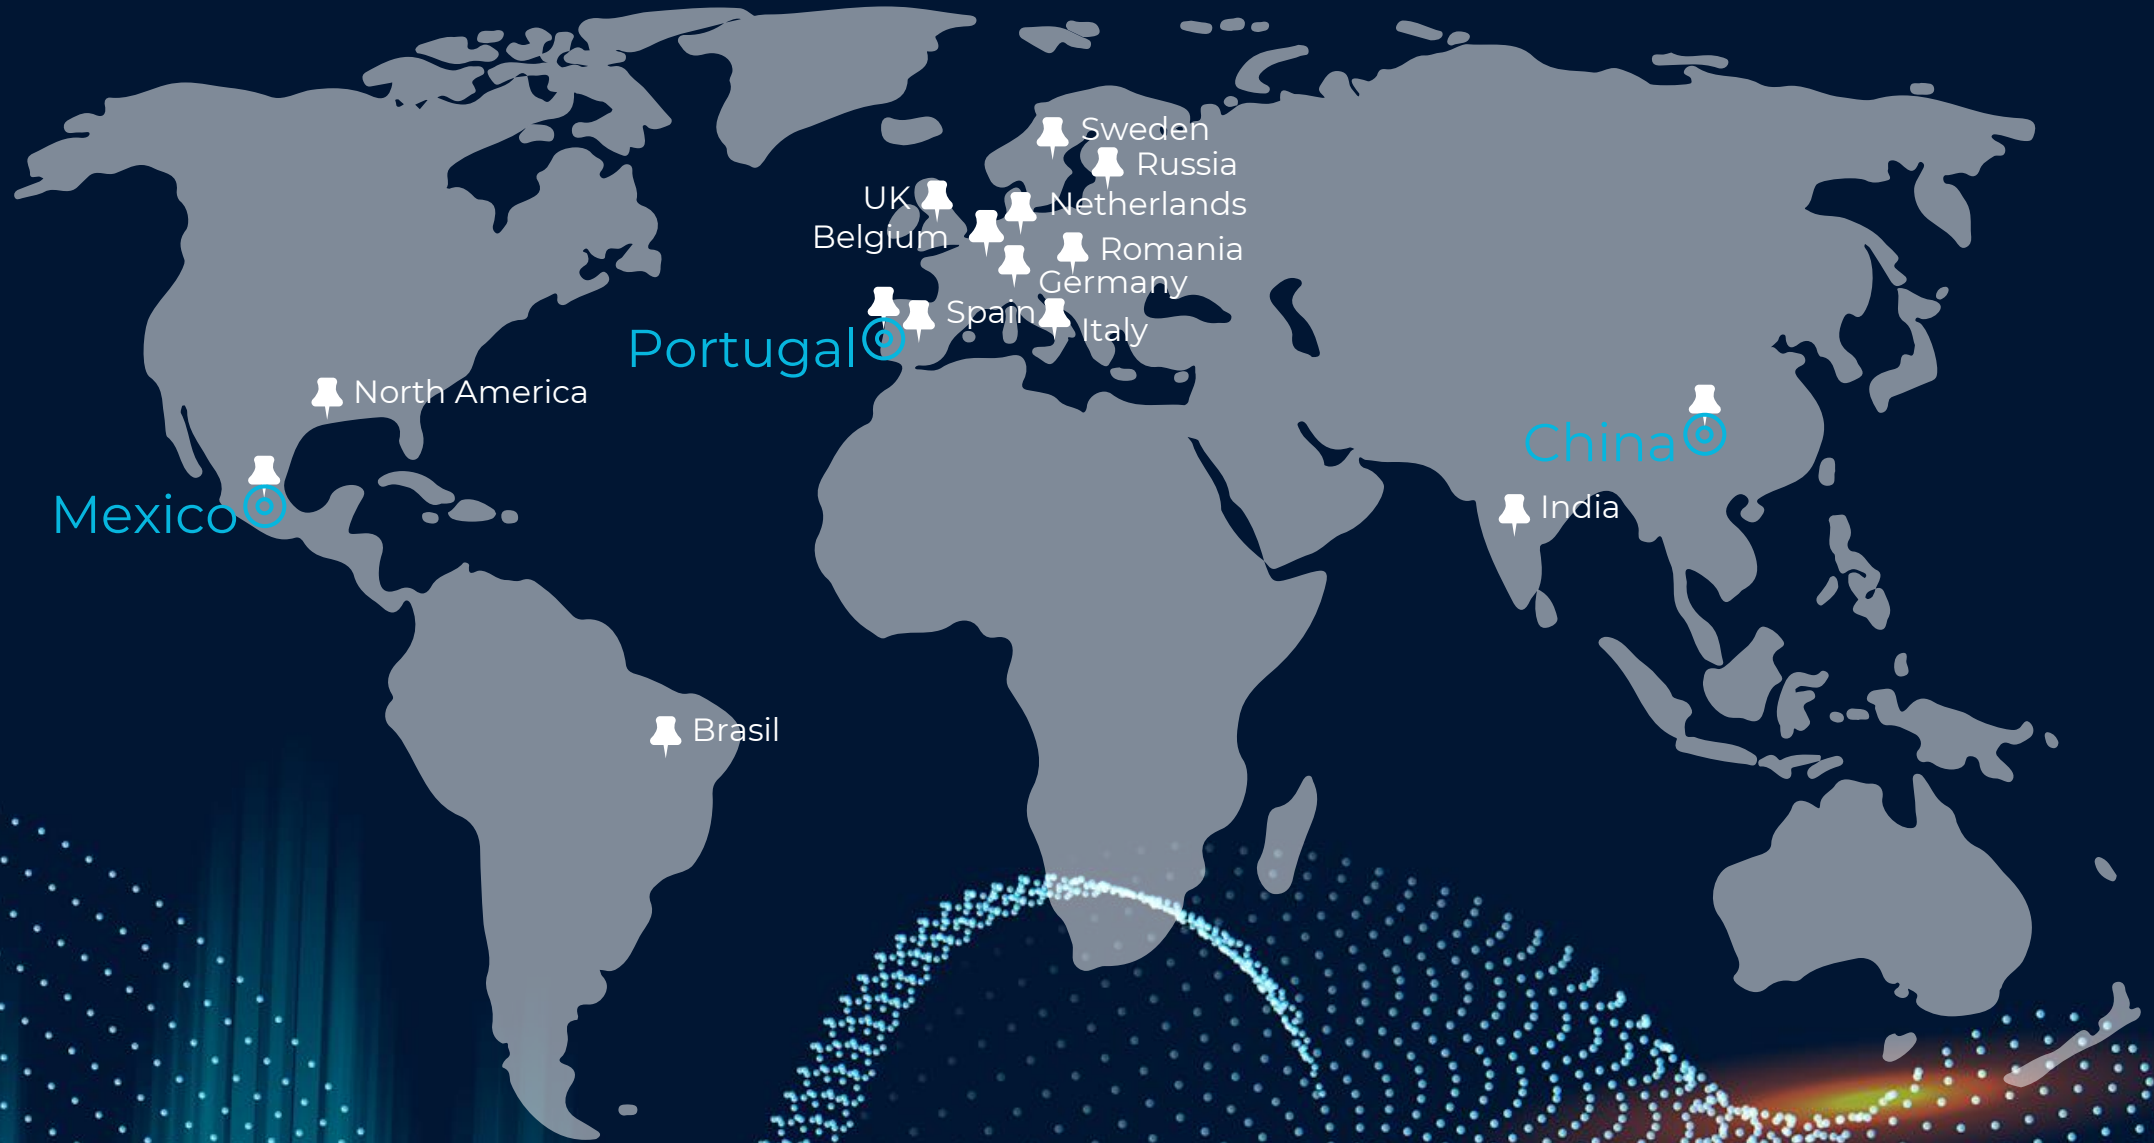 Sweden
Russia
UK
Netherlands
Belgium
Romania
Germany
Spain
Italy
Portugal
North America
China
Mexico
India
Brasil